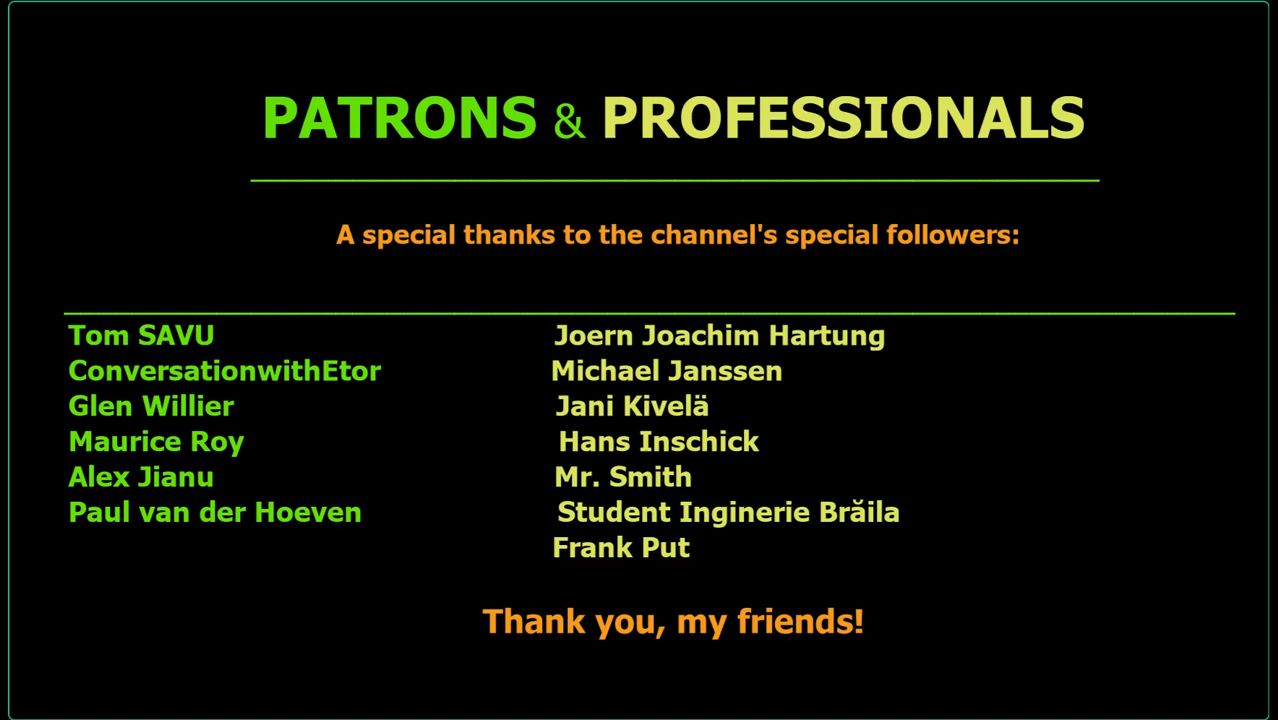 PATRONS & PROFESSIONALS
A special thanks to the channel's special followers:
Tom SAVU
ConversationwithEtor
Glen Willier
Maurice Roy
Alex Jianu
Paul van der Hoeven
Joern Joachim Hartung
Michael Janssen
Jani Kivelä
Hans Inschick
Mr. Smith
Student Inginerie Brăila
Frank Put
Thank you, my friends!